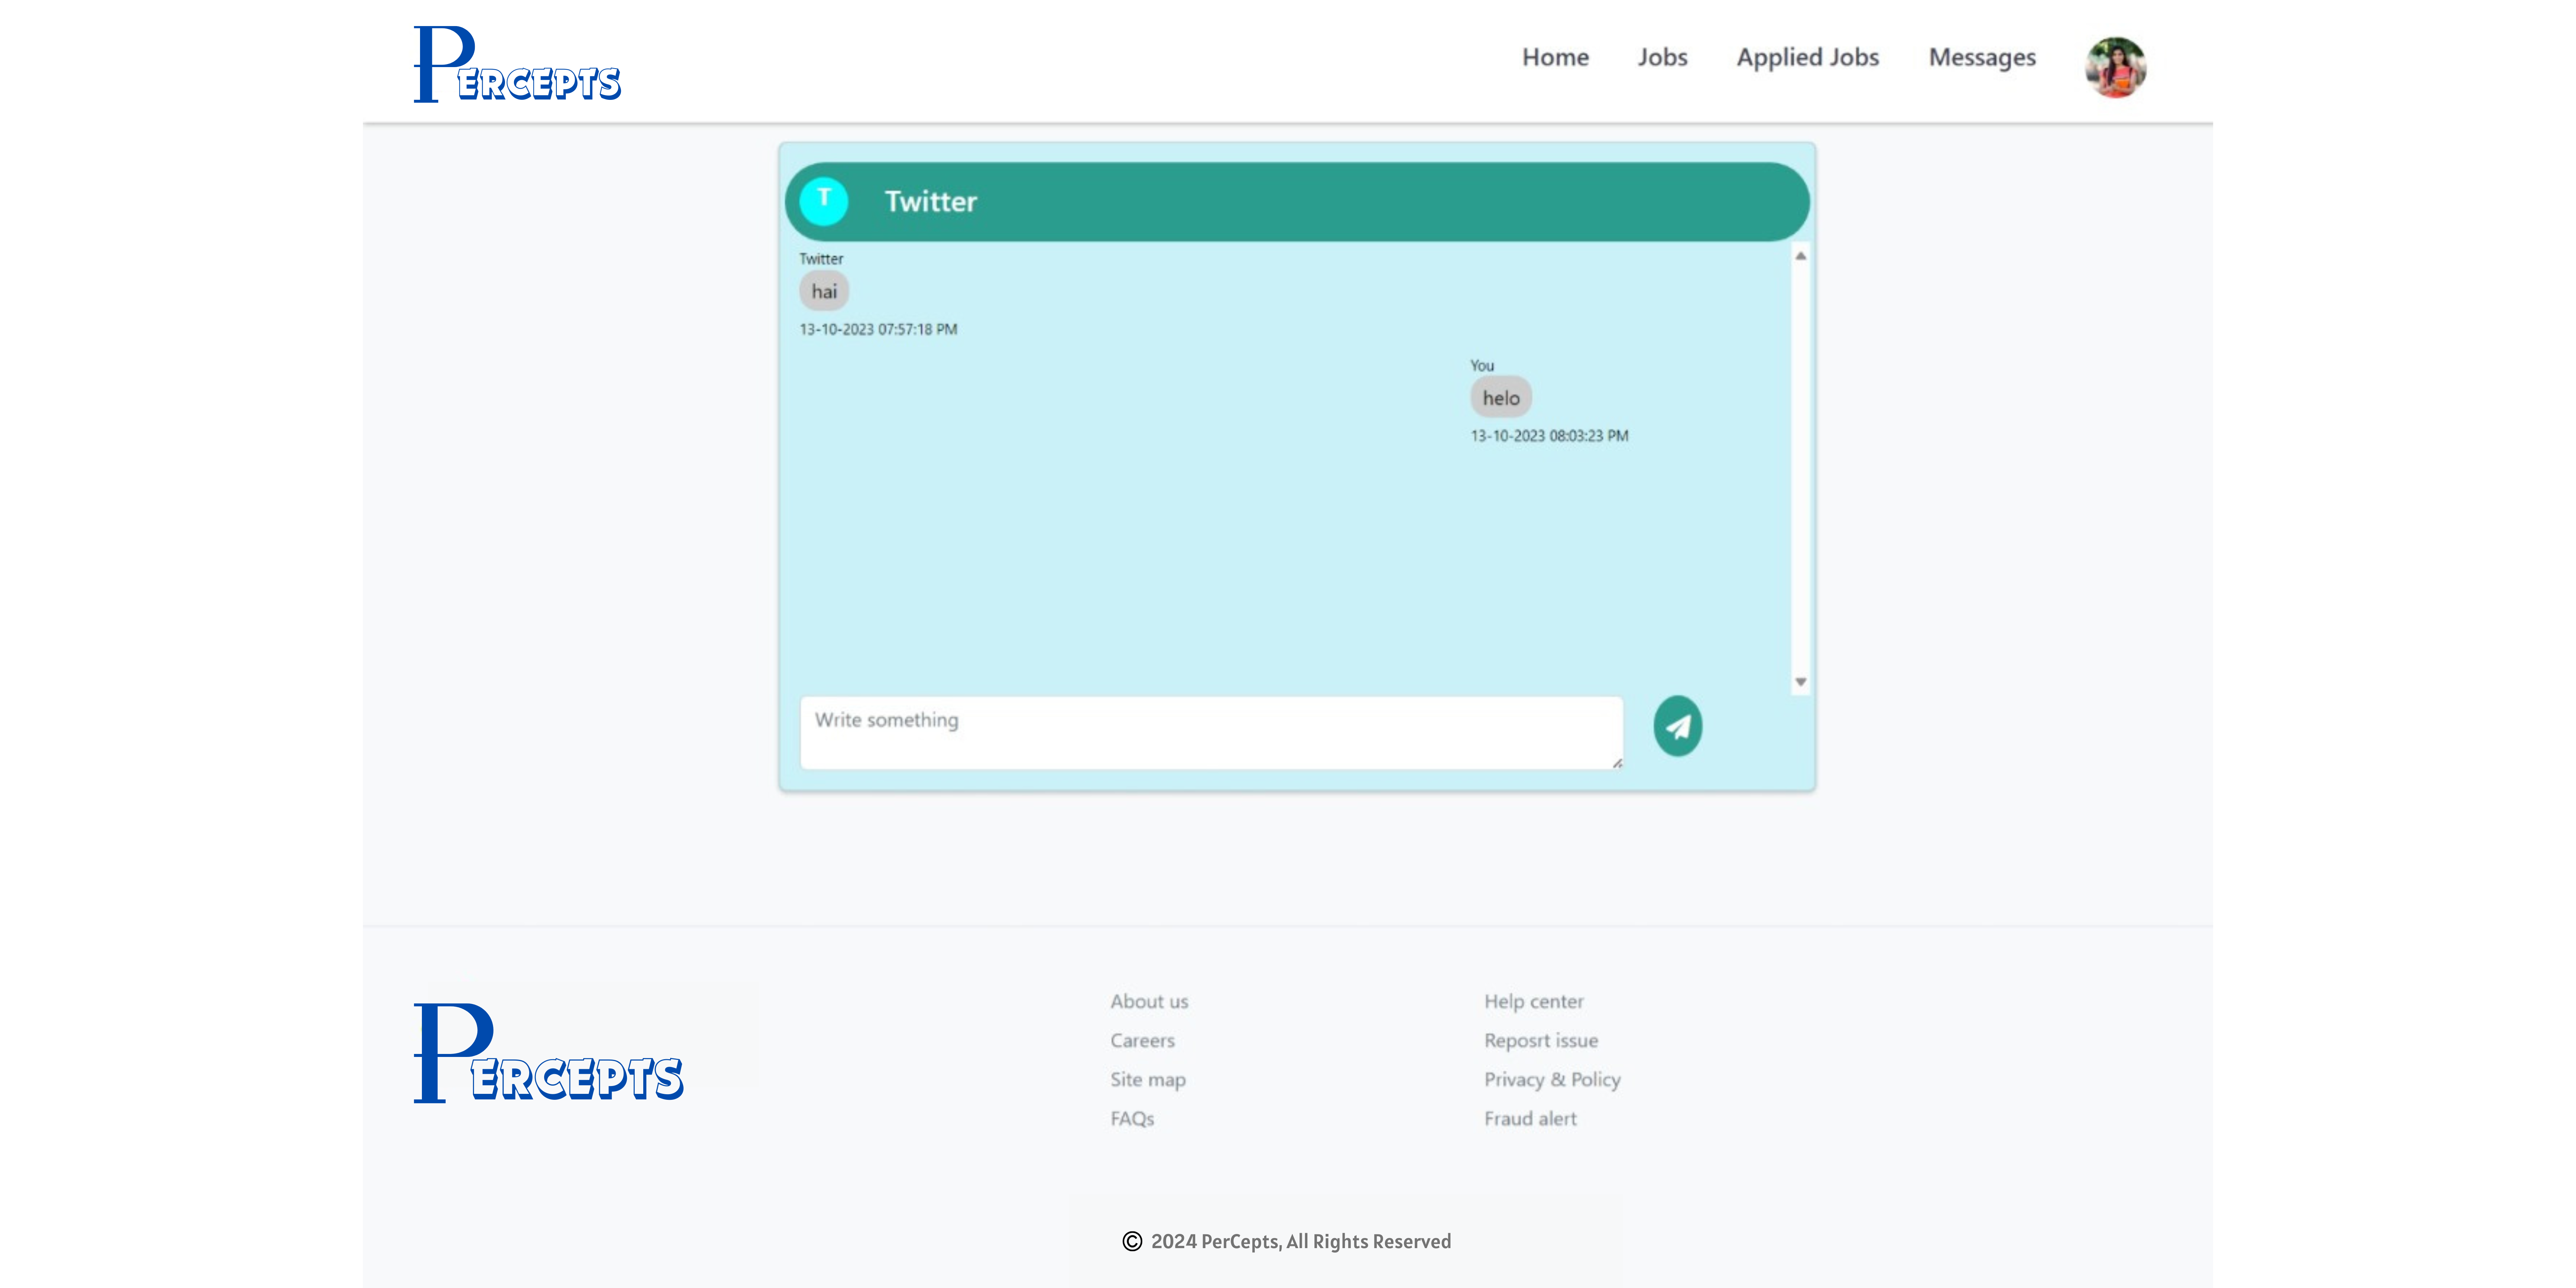 PERCEPTS
Home Jobs Applied Jobs Messages
T Twitter
Twitter
hai
13-10-2023 07:57:18 PM
You
helo
13-10-2023 08:03:23 PM
Write something
PERCEPTS
About us
Careers
Site map
FAQs
Help center
Reposrt issue
Privacy & Policy
Fraud alert
© 2024 PerCepts, All Rights Reserved